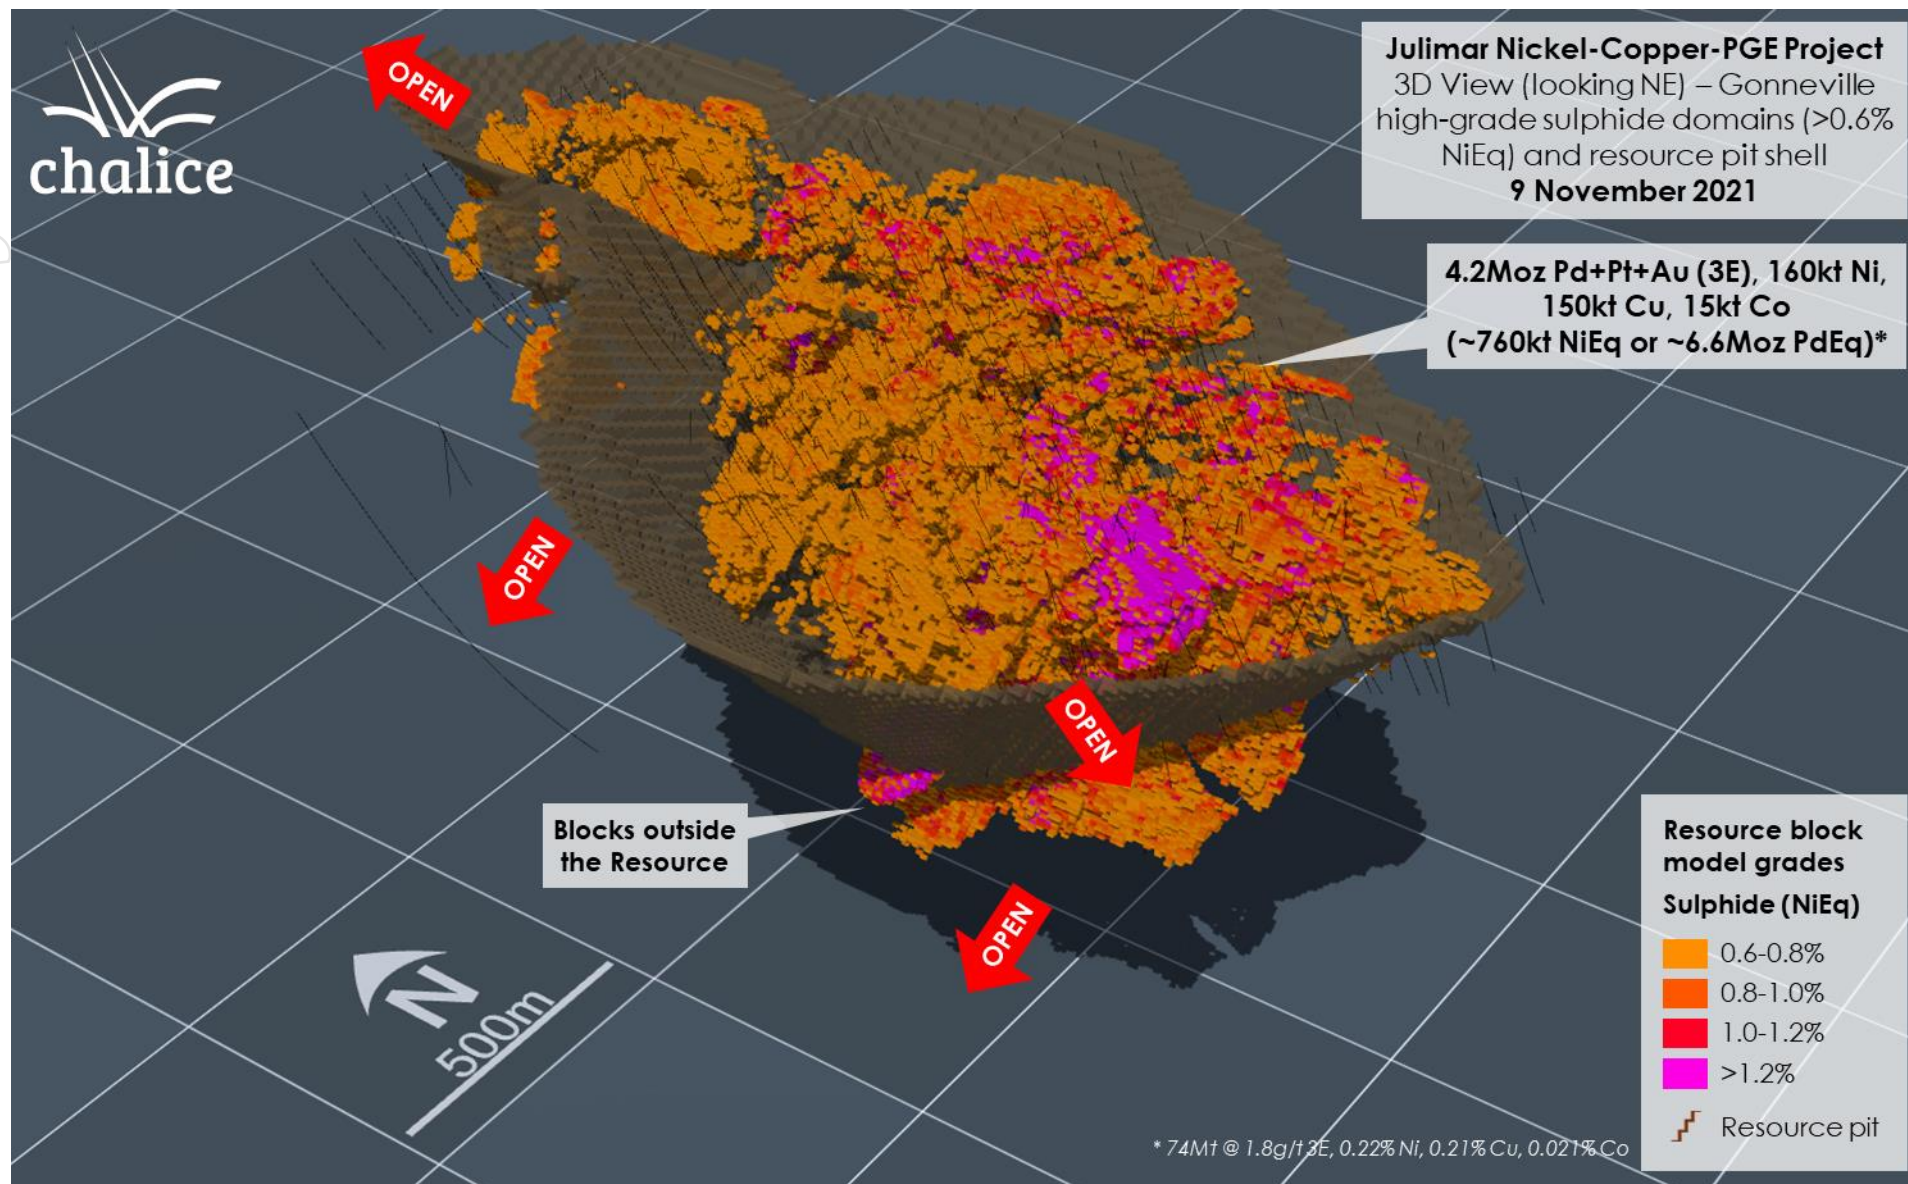 chalice
Julimar Nickel-Copper-PGE Project
3D View (looking NE) – Gonneville
high-grade sulphide domains (>0.6%
NiEq) and resource pit shell
9 November 2021
4.2Moz Pd+Pt+Au (3E), 160kt Ni,
150kt Cu, 15kt Co
(~760kt NiEq or ~6.6Moz PdEq)*
OPEN
OPEN
OPEN
OPEN
Blocks outside
the Resource
N
500m
Resource block
model grades
Sulphide (NiEq)
0.6-0.8%
0.8-1.0%
1.0-1.2%
>1.2%
Resource pit
* 74Mt @ 1.8g/t 3E, 0.22% Ni, 0.21% Cu, 0.021% Co